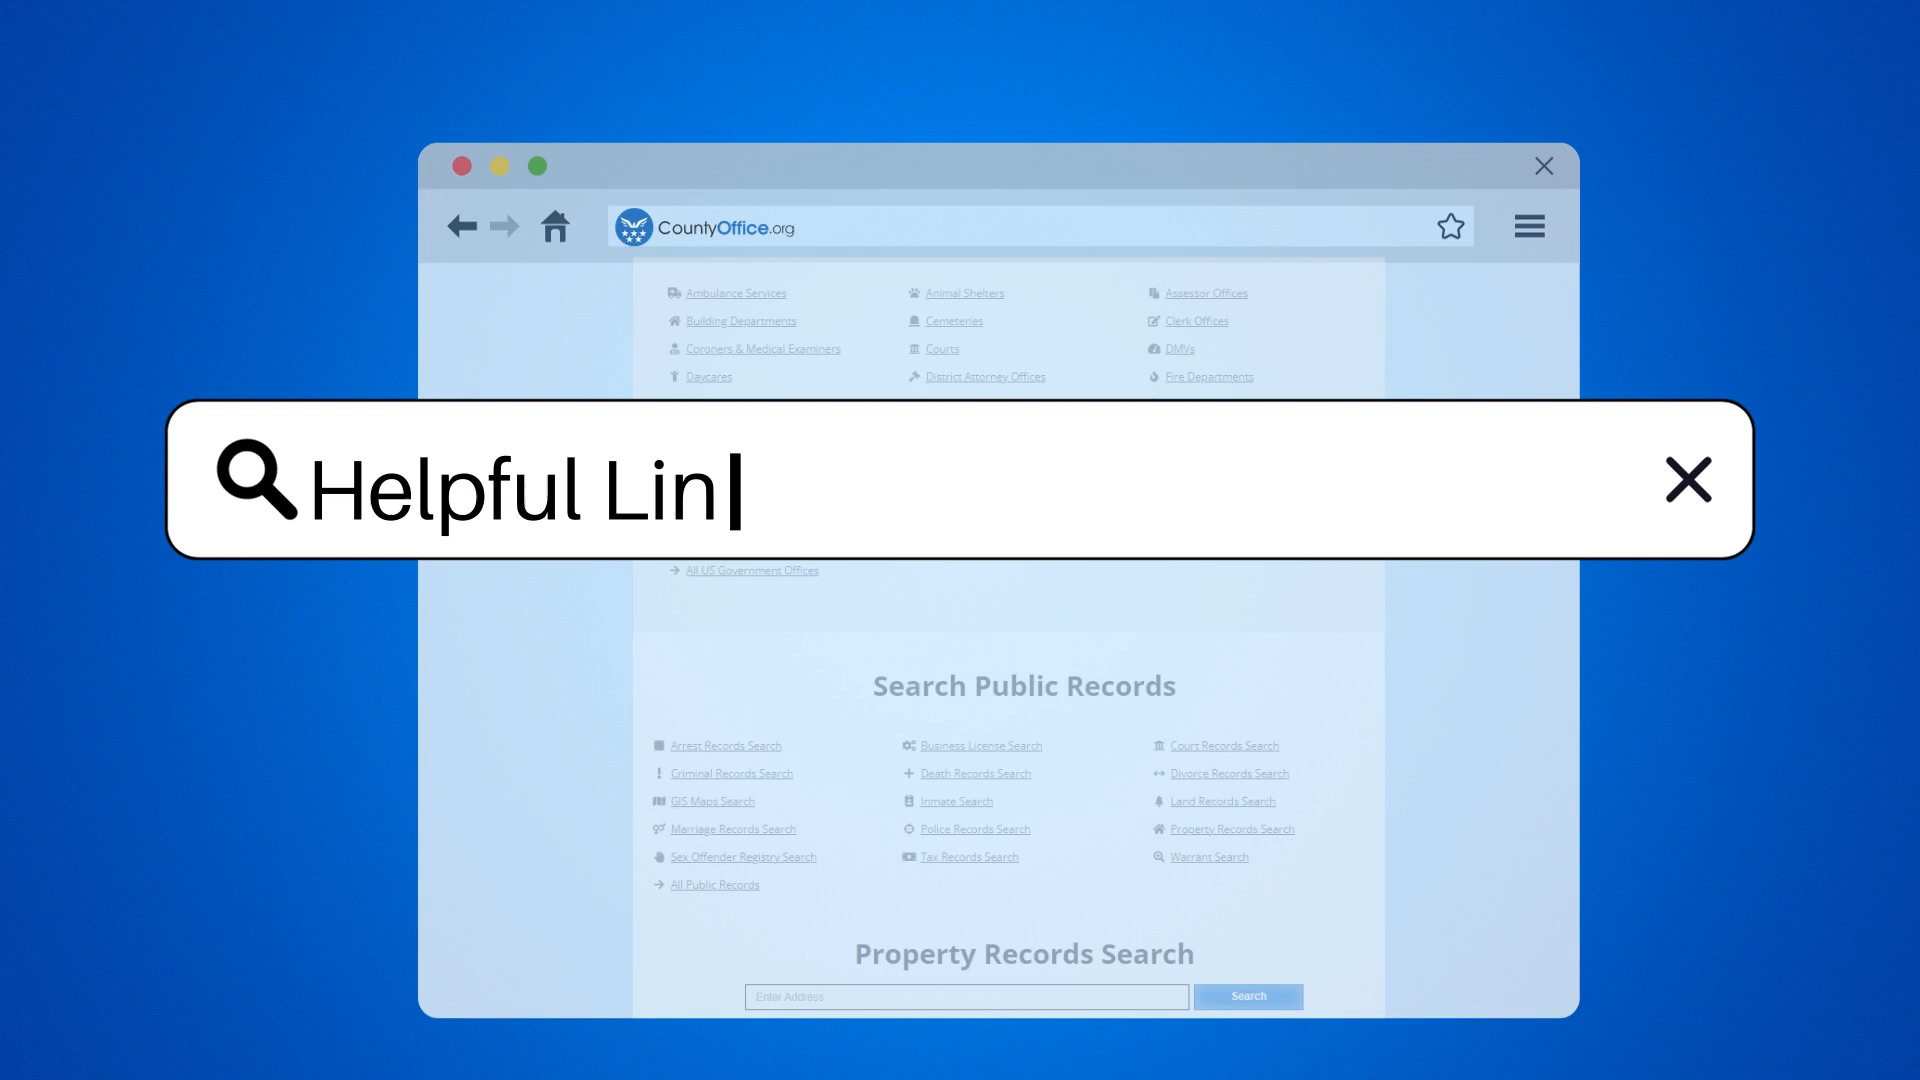 CountyOffice.org
Ambulance Services Animal Shelters Assessor Offices
Building Departments Cemeteries Clerk Offices
Coroners & Medical Examiners Courts DMVs
Daycares District Attorney Offices Fire Departments
Helpful Lin
All US Government Offices
Search Public Records
Arrest Records Search Business License Search Court Records Search
Criminal Records Search Death Records Search Divorce Records Search
GIS Maps Search Inmate Search Land Records Search
Marriage Records Search Police Records Search Property Records Search
Sex Offender Registry Search Tax Records Search Warrant Search
All Public Records
Property Records Search
Enter Address Search